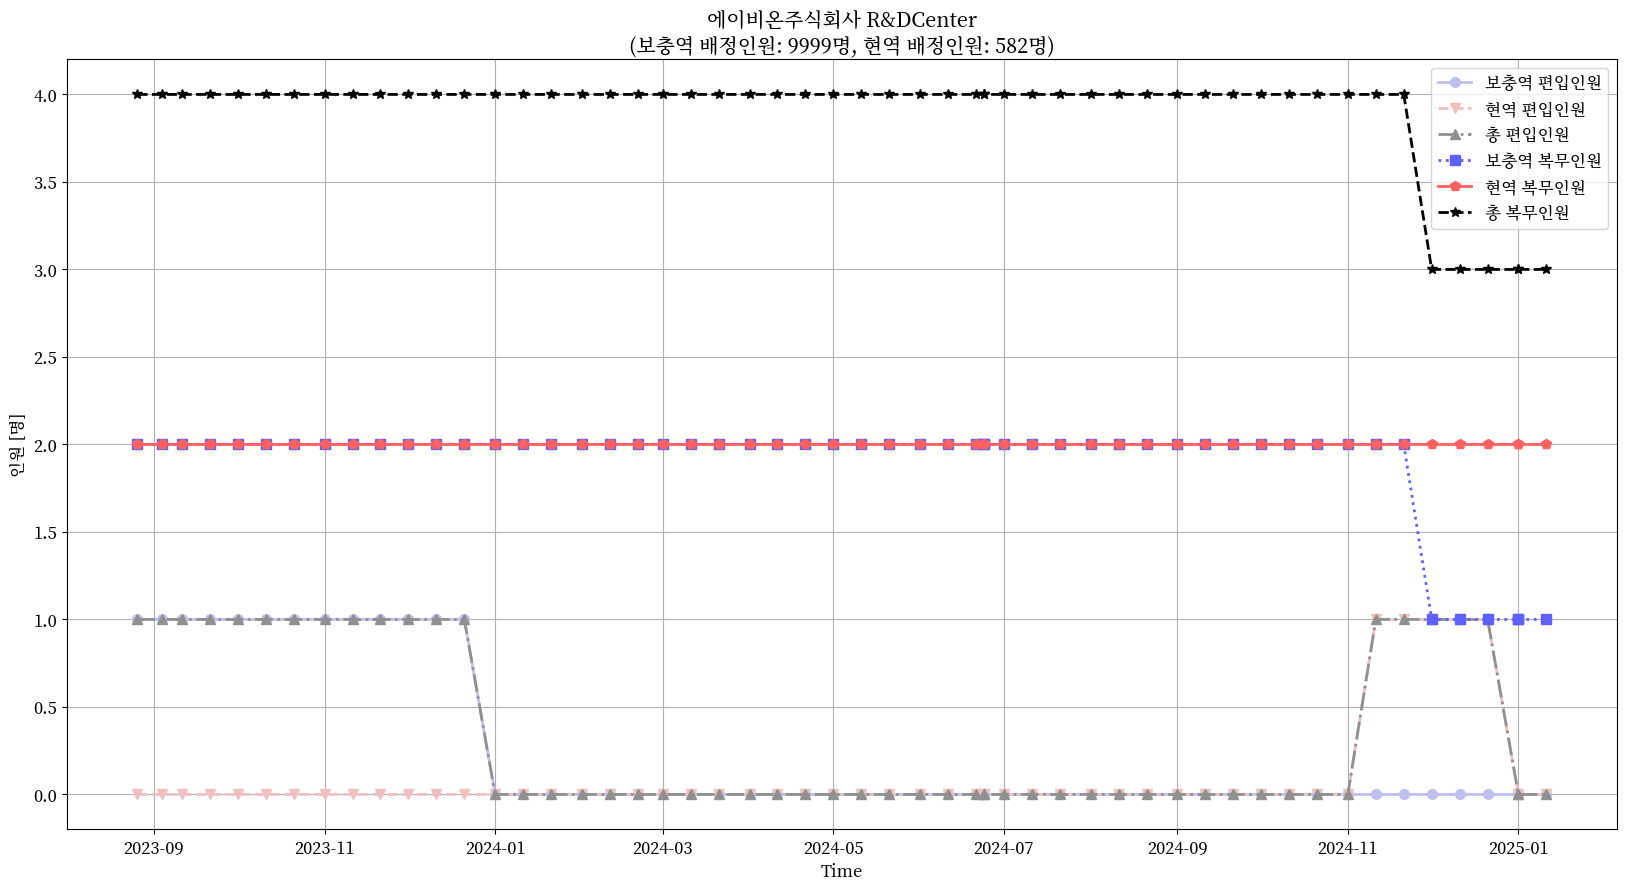 에이비온주식회사 R&DCenter
(보충역 배정인원: 9999명, 현역 배정인원: 582명)
보충역 편입인원
현역 편입인원
총 편입인원
보충역 복무인원
현역 복무인원
총 복무인원
4.0
3.5
3.0
2.5
2.0
1.5
1.0
0.5
0.0
인원 [명]
2023-09
2023-11
2024-01
2024-03
2024-05
2024-07
2024-09
2024-11
2025-01
Time